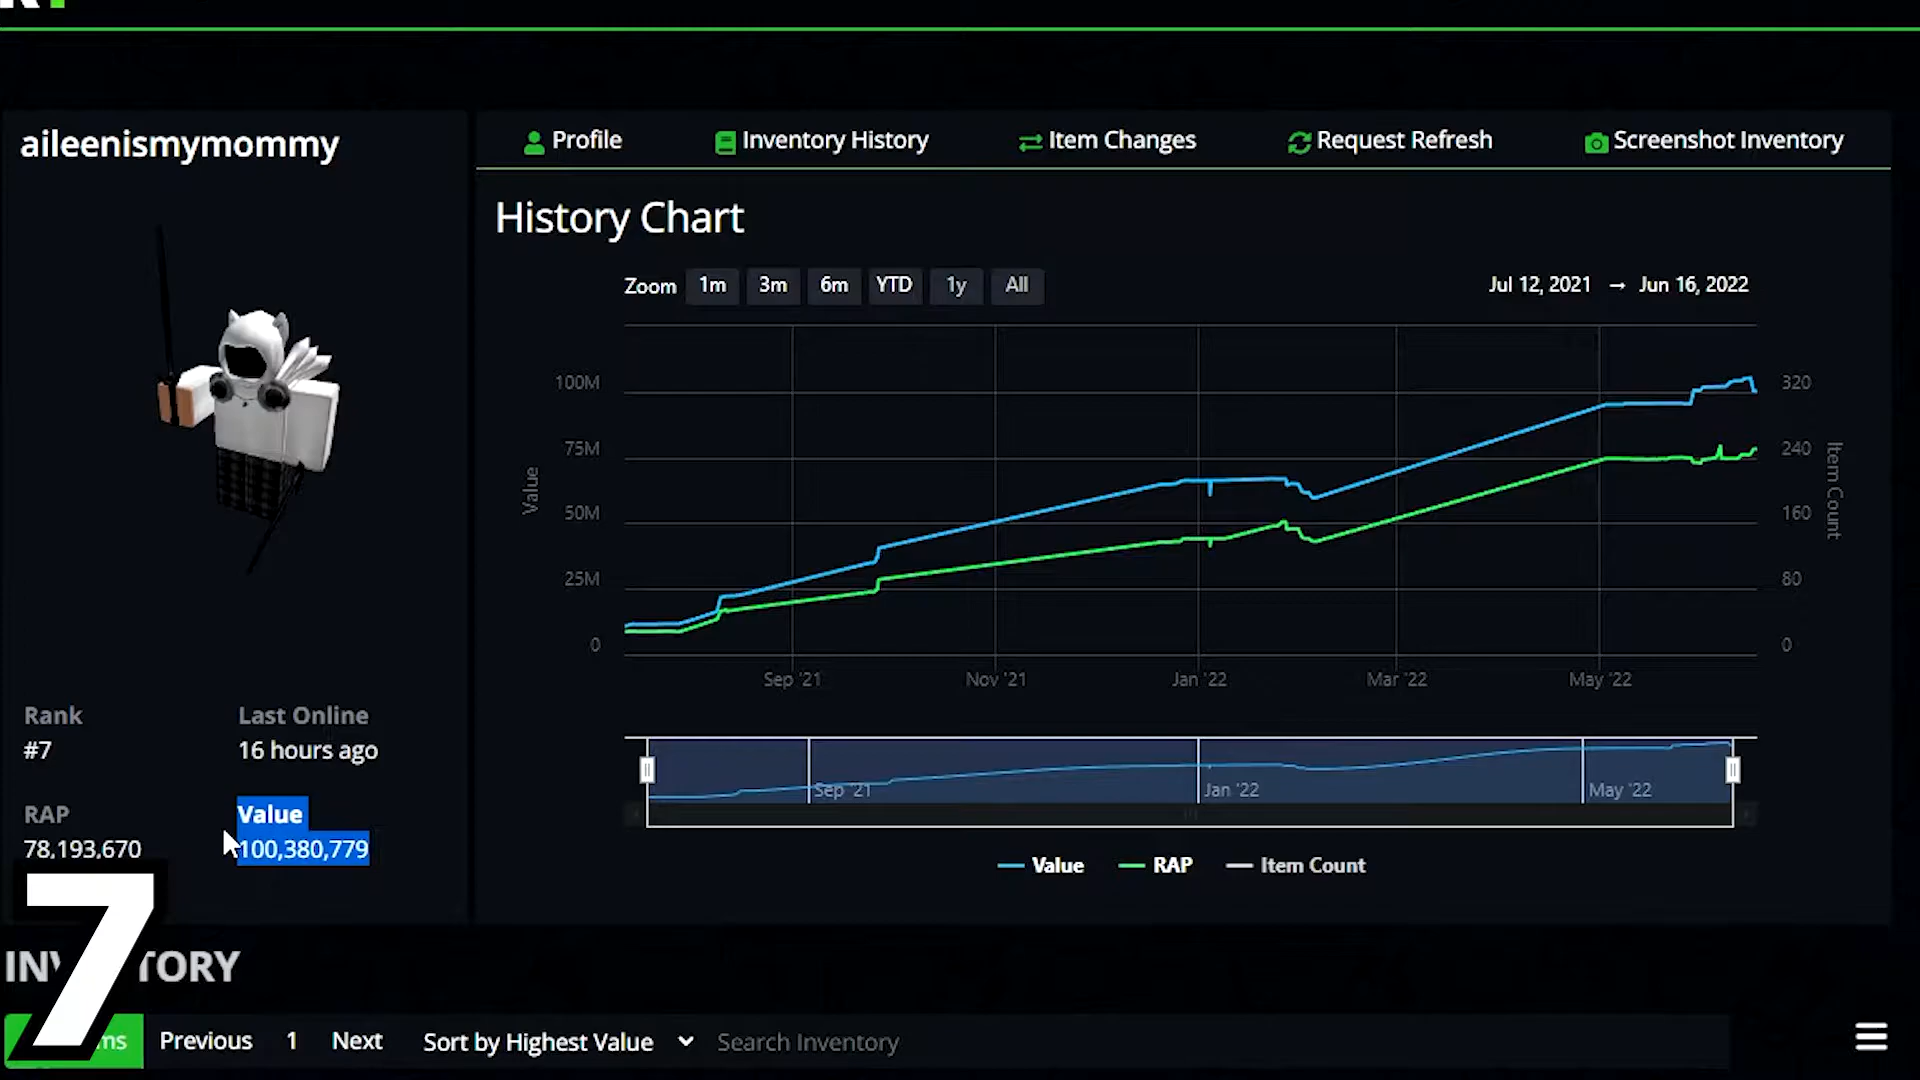 aileenismymommy
Profile
Inventory History
Item Changes
Request Refresh
Screenshot Inventory
History Chart
Zoom 1m 3m 6m YTD 1y All
Jul 12, 2021 → Jun 16, 2022
100M
75M
50M
25M
0
Value
320
240
160
80
0
Item Count
Sep '21 Nov '21 Jan '22 Mar '22 May '22
Sep '21 Jan '22 May '22
Value RAP Item Count
Rank Last Online
#7 16 hours ago
RAP Value
78,193,670 100,380,779
7
Previous 1 Next Sort by Highest Value Search Inventory